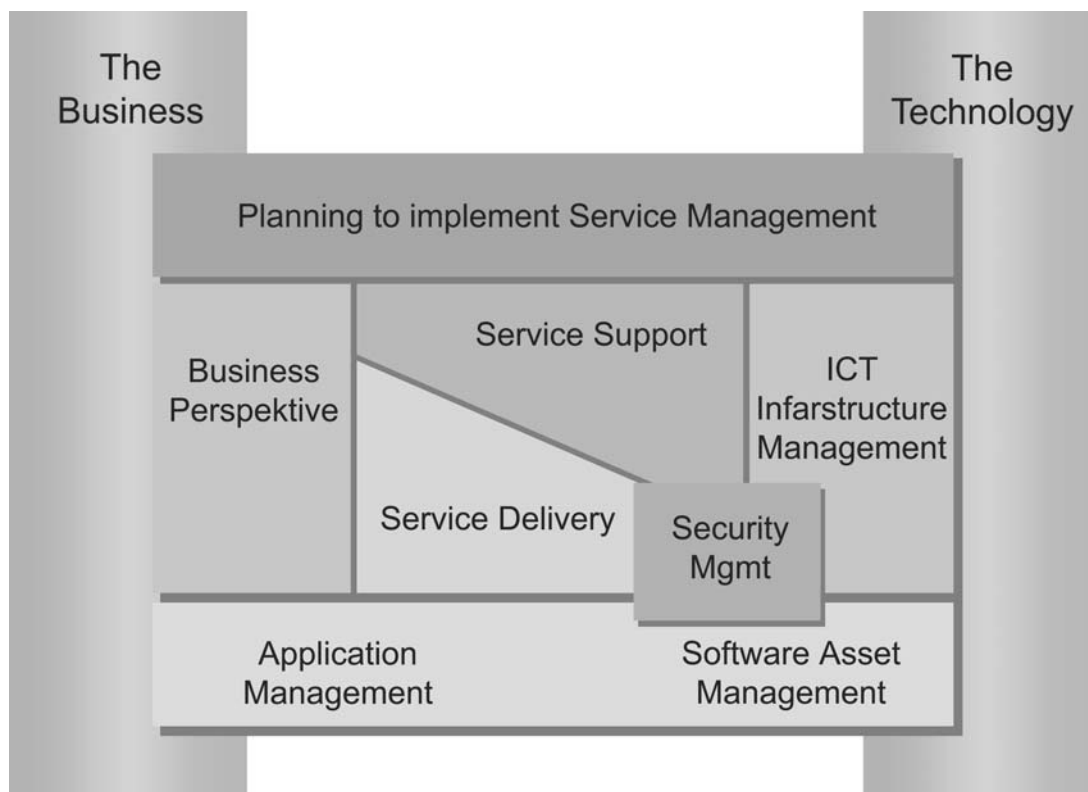 The
Business
The
Technology
Planning to implement Service Management
Service Support
Business
Perspektive
ICT
Infarstructure
Management
Service Delivery
Security
Mgmt
Application
Management
Software Asset
Management